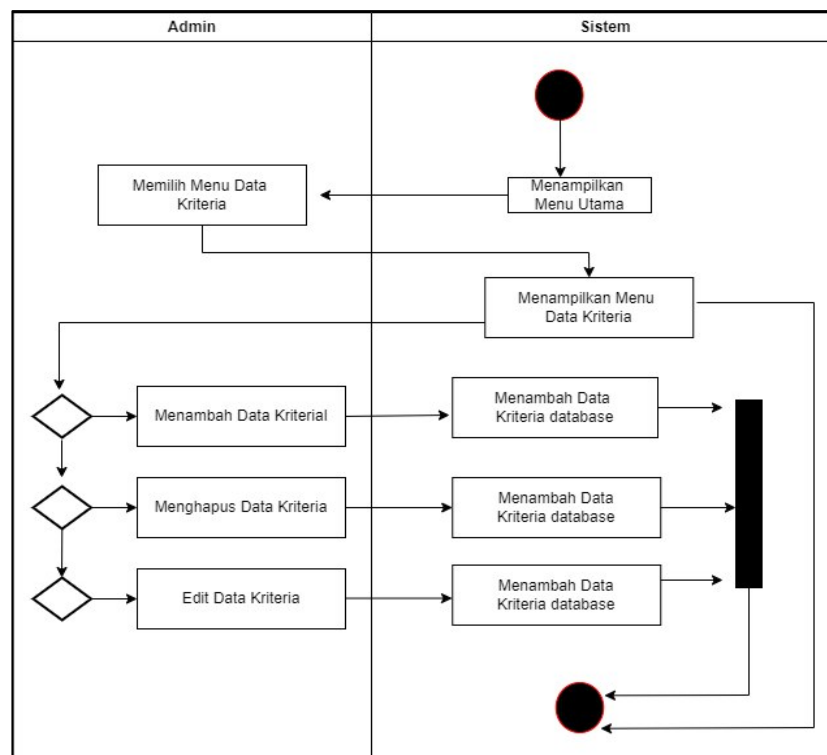 Admin
Sistem
Memilih Menu Data
Kriteria
Menampilkan
Menu Utama
Menampilkan Menu
Data Kriteria
Menambah Data Kriterial
Menambah Data
Kriteria database
Menghapus Data Kriteria
Menambah Data
Kriteria database
Edit Data Kriteria
Menambah Data
Kriteria database